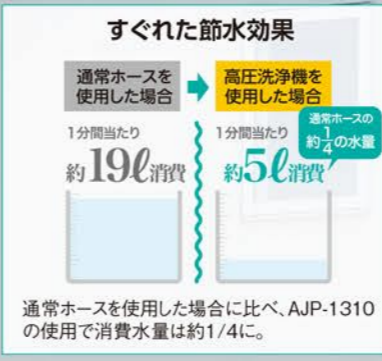 すぐれた節水効果
通常ホースを
使用した場合
高圧洗浄機を
使用した場合
1分間当たり
約19ℓ消費
1分間当たり
約5ℓ消費
通常ホースの
約1/4の水量
通常ホースを使用した場合に比べ、AJP-1310
の使用で消費水量は約1/4に。